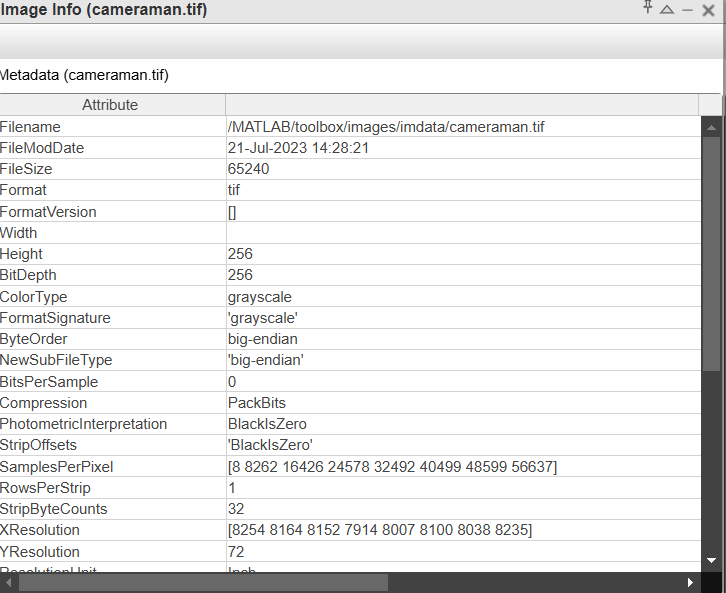 Image Info (cameraman.tif)
Metadata (cameraman.tif)
Attribute
Filename /MATLAB/toolbox/images/imdata/cameraman.tif
FileModDate 21-Jul-2023 14:28:21
FileSize 65240
Format tif
FormatVersion []
Width
Height 256
BitDepth 256
ColorType grayscale
FormatSignature 'grayscale'
ByteOrder big-endian
NewSubFileType 'big-endian'
BitsPerSample 0
Compression PackBits
PhotometricInterpretation BlackIsZero
StripOffsets 'BlackIsZero'
SamplesPerPixel [8 8262 16426 24578 32492 40499 48599 56637]
RowsPerStrip 1
StripByteCounts 32
XResolution [8254 8164 8152 7914 8007 8100 8038 8235]
YResolution 72
ResolutionUnit Inch